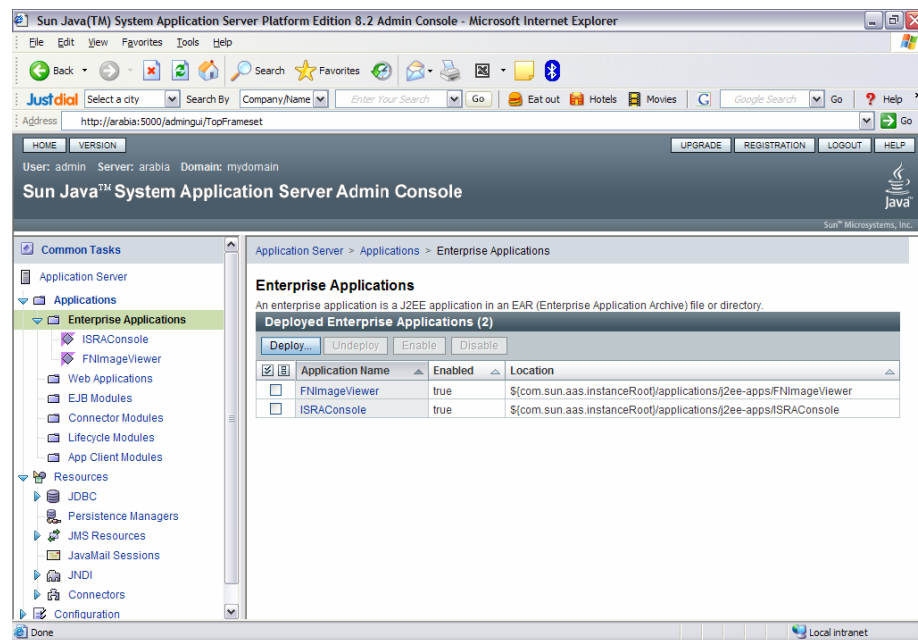 Sun Java(TM) System Application Server Platform Edition 8.2 Admin Console - Microsoft Internet Explorer
File Edit View Favorites Tools Help
Back Search Favorites
Justdial Select a city Search By Company/Name Enter Your Search Go Eat out Hotels Movies G Google Search Go ? Help »
Address http://arabia:5000/admingui/TopFrameset Go
HOME VERSION UPGRADE REGISTRATION LOGOUT HELP
User: admin Server: arabia Domain: mydomain
Sun Java™ System Application Server Admin Console
Java™
Sun™ Microsystems, Inc.
Common Tasks
Application Server
Applications
Enterprise Applications
ISRAConsole
FNImageViewer
Web Applications
EJB Modules
Connector Modules
Lifecycle Modules
App Client Modules
Resources
JDBC
Persistence Managers
JMS Resources
JavaMail Sessions
JNDI
Connectors
Configuration
Application Server > Applications > Enterprise Applications
Enterprise Applications
An enterprise application is a J2EE application in an EAR (Enterprise Application Archive) file or directory.
Deployed Enterprise Applications (2)
Deploy... Undeploy Enable Disable
Application Name Enabled Location
FNImageViewer true ${com.sun.aas.instanceRoot}/applications/j2ee-apps/FNImageViewer
ISRAConsole true ${com.sun.aas.instanceRoot}/applications/j2ee-apps/ISRAConsole
Done Local intranet